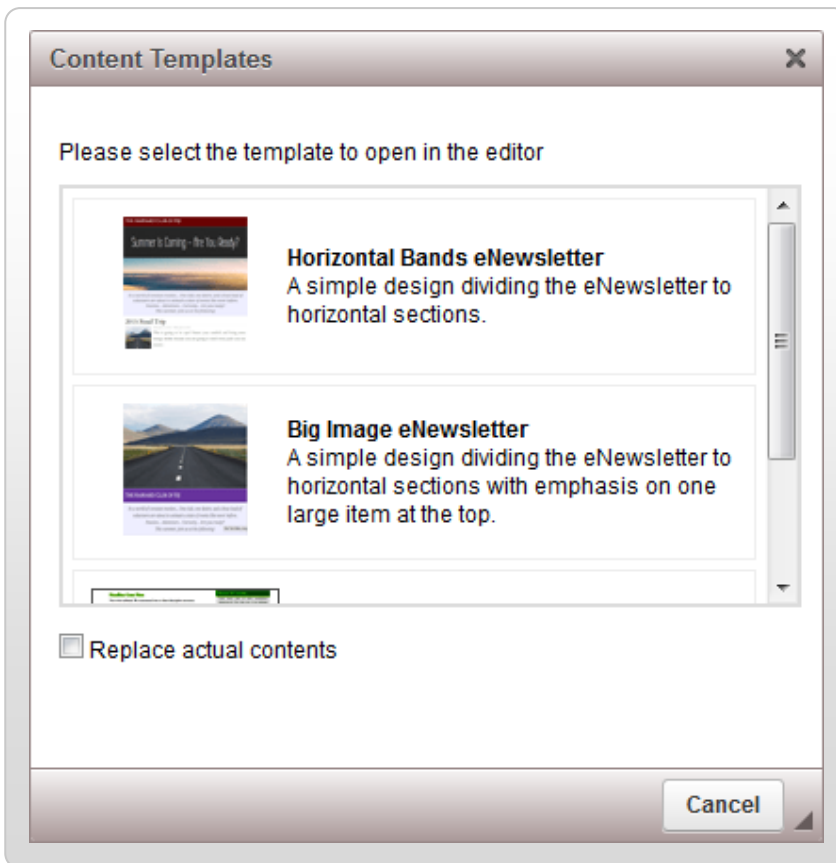 Content Templates
Please select the template to open in the editor
Summer Is Coming - Are You Ready?
Horizontal Bands eNewsletter
A simple design dividing the eNewsletter to
horizontal sections.
Big Image eNewsletter
A simple design dividing the eNewsletter to
horizontal sections with emphasis on one
large item at the top.
Replace actual contents
Cancel